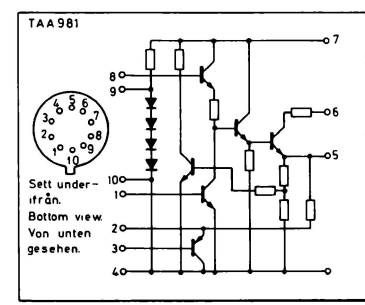 TAA981
7
8
9
4 5 6
3 7
2 8
1 9
10
6
5
10
1
2
3
4
Sett under-
ifrån.
Bottom view.
Von unten
gesehen.